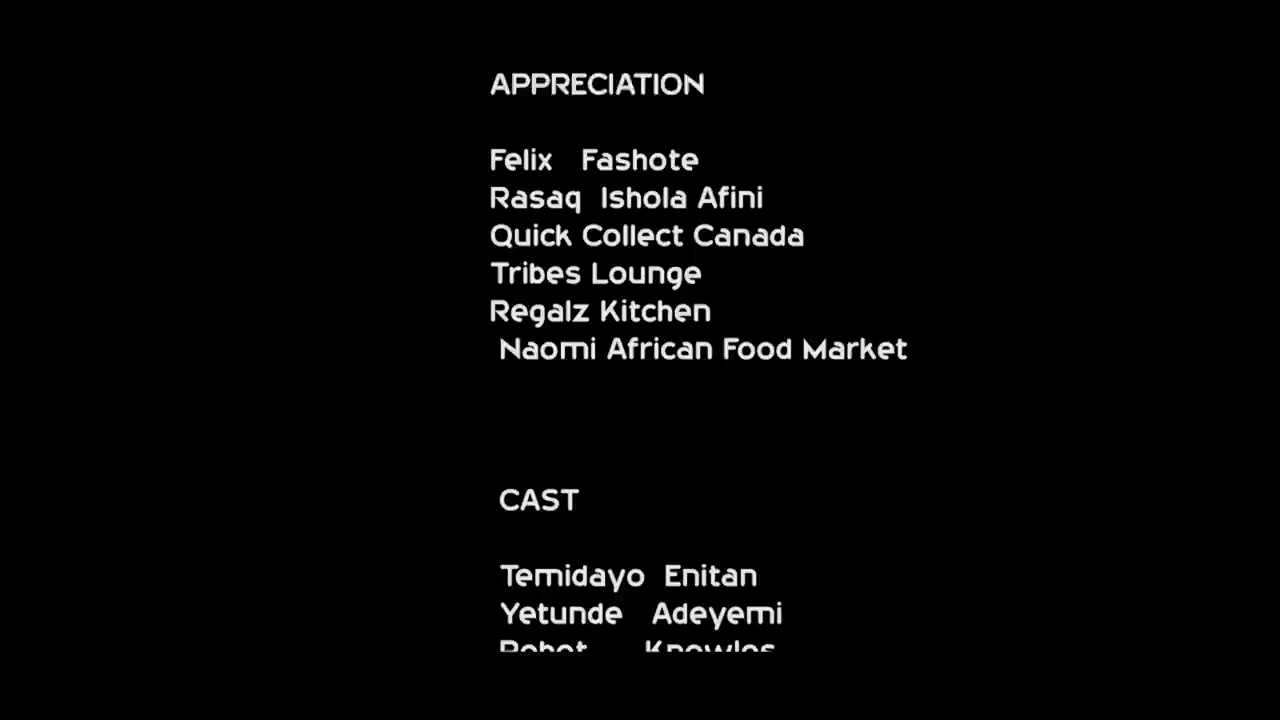 APPRECIATION
Felix Fashote
Rasaq Ishola Afini
Quick Collect Canada
Tribes Lounge
Regalz Kitchen
Naomi African Food Market
CAST
Temidayo Enitan
Yetunde Adeyemi
Knowles